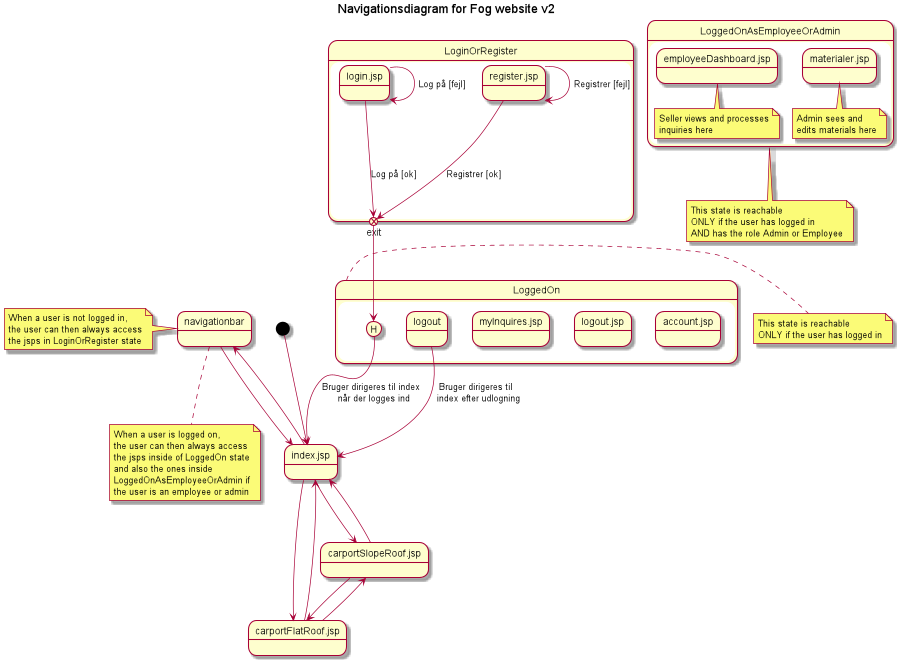 Navigationsdiagram for Fog website v2
LoginOrRegister
login.jsp
Log på [fejl]
register.jsp
Registrer [fejl]
Log på [ok]
Registrer [ok]
exit
LoggedOnAsEmployeeOrAdmin
employeeDashboard.jsp
materialer.jsp
Seller views and processes
inquiries here
Admin sees and
edits materials here
This state is reachable
ONLY if the user has logged in
AND has the role Admin or Employee
LoggedOn
H
logout
myInquires.jsp
logout.jsp
account.jsp
This state is reachable
ONLY if the user has logged in
When a user is not logged in,
the user can then always access
the jsps in LoginOrRegister state
navigationbar
Bruger dirigeres til index
når der logges ind
Bruger dirigeres til
index efter udlogning
When a user is logged on,
the user can then always access
the jsps inside of LoggedOn state
and also the ones inside
LoggedOnAsEmployeeOrAdmin if
the user is an employee or admin
index.jsp
carportSlopeRoof.jsp
carportFlatRoof.jsp